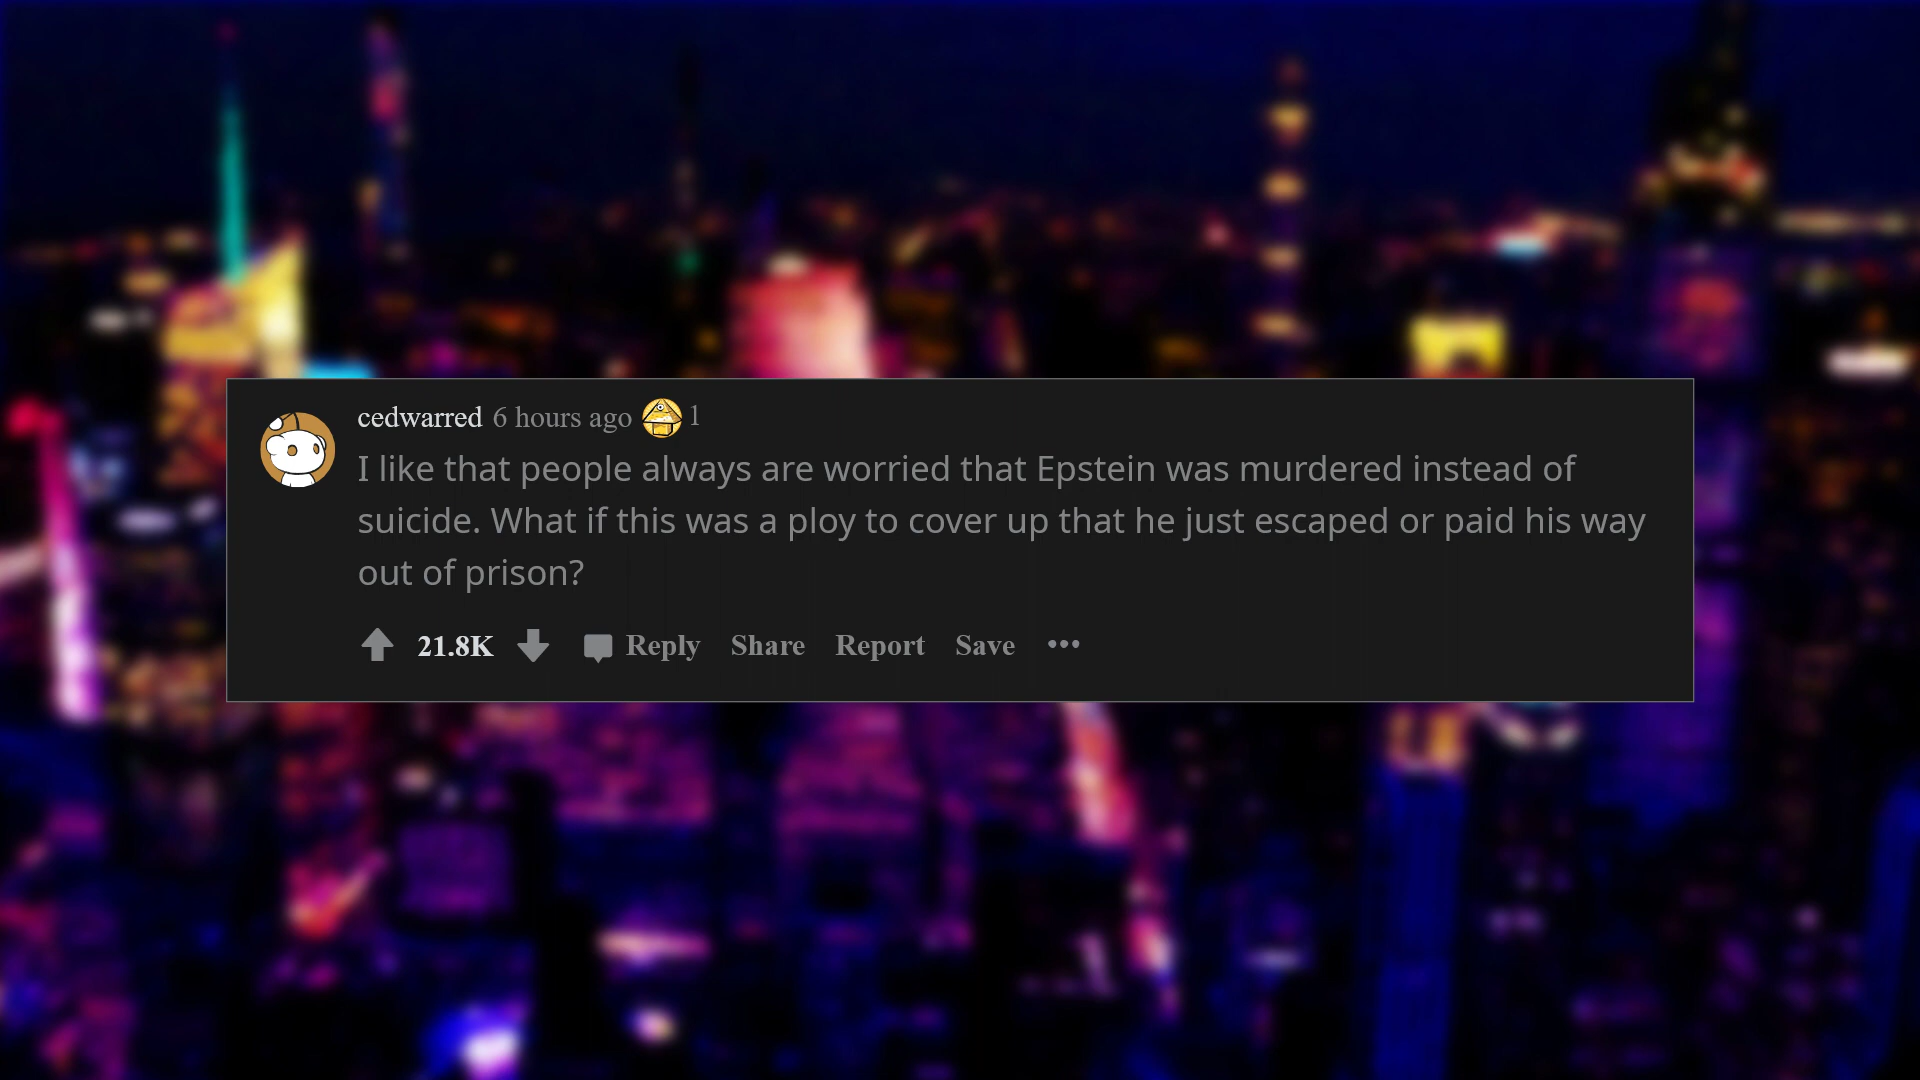 cedwarred 6 hours ago 1
I like that people always are worried that Epstein was murdered instead of
suicide. What if this was a ploy to cover up that he just escaped or paid his way
out of prison?
21.8K Reply Share Report Save •••